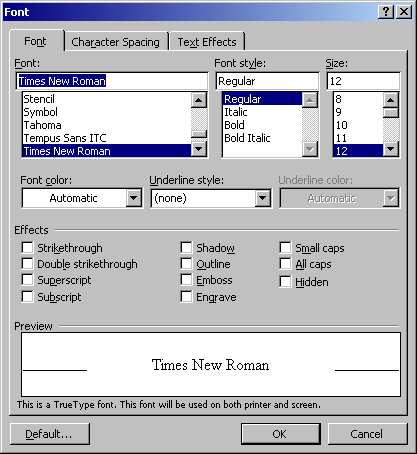 Font
Font Character Spacing Text Effects
Font: Font style: Size:
Times New Roman Regular 12
Stencil Regular 8
Symbol Italic 9
Tahoma Bold 10
Tempus Sans ITC Bold Italic 11
Times New Roman 12
Font color: Underline style: Underline color:
Automatic (none) Automatic
Effects
Strikethrough Shadow Small caps
Double strikethrough Outline All caps
Superscript Emboss Hidden
Subscript Engrave
Preview
Times New Roman
This is a TrueType font. This font will be used on both printer and screen.
Default... OK Cancel